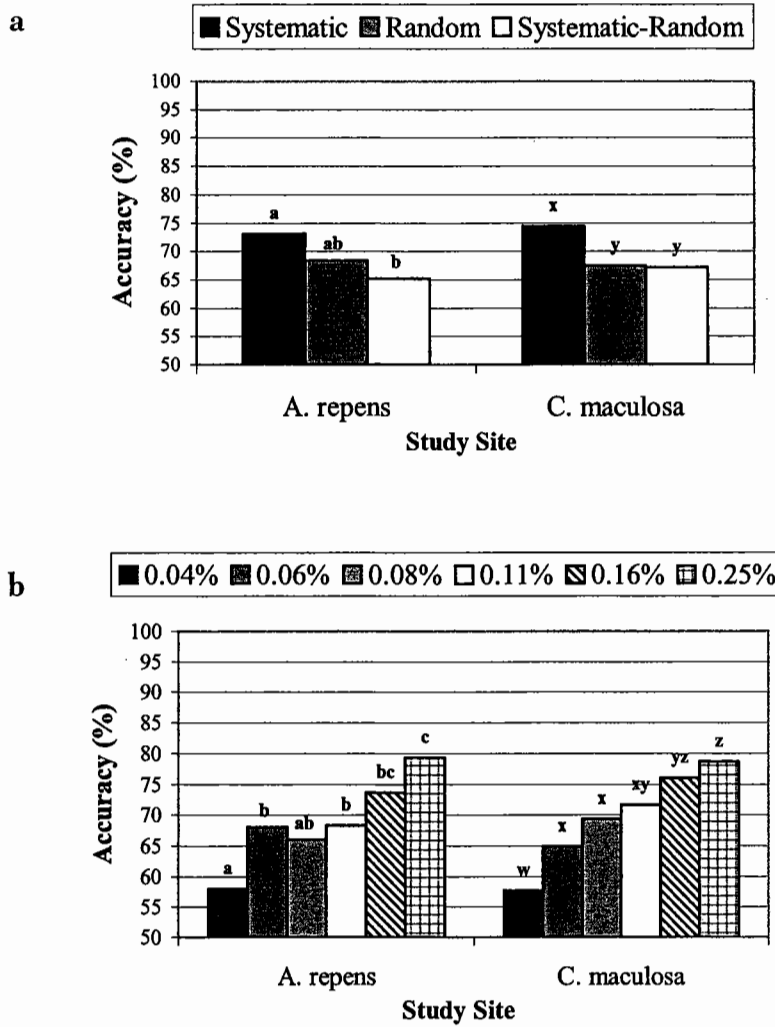 a
Systematic Random Systematic-Random
100
95
90
85
80
75
70
65
60
55
50
Accuracy (%)
a
ab
b
x
y
y
A. repens C. maculosa
Study Site
b
0.04% 0.06% 0.08% 0.11% 0.16% 0.25%
100
95
90
85
80
75
70
65
60
55
50
Accuracy (%)
a
b
ab
b
bc
c
w
x
x
xy
yz
z
A. repens C. maculosa
Study Site